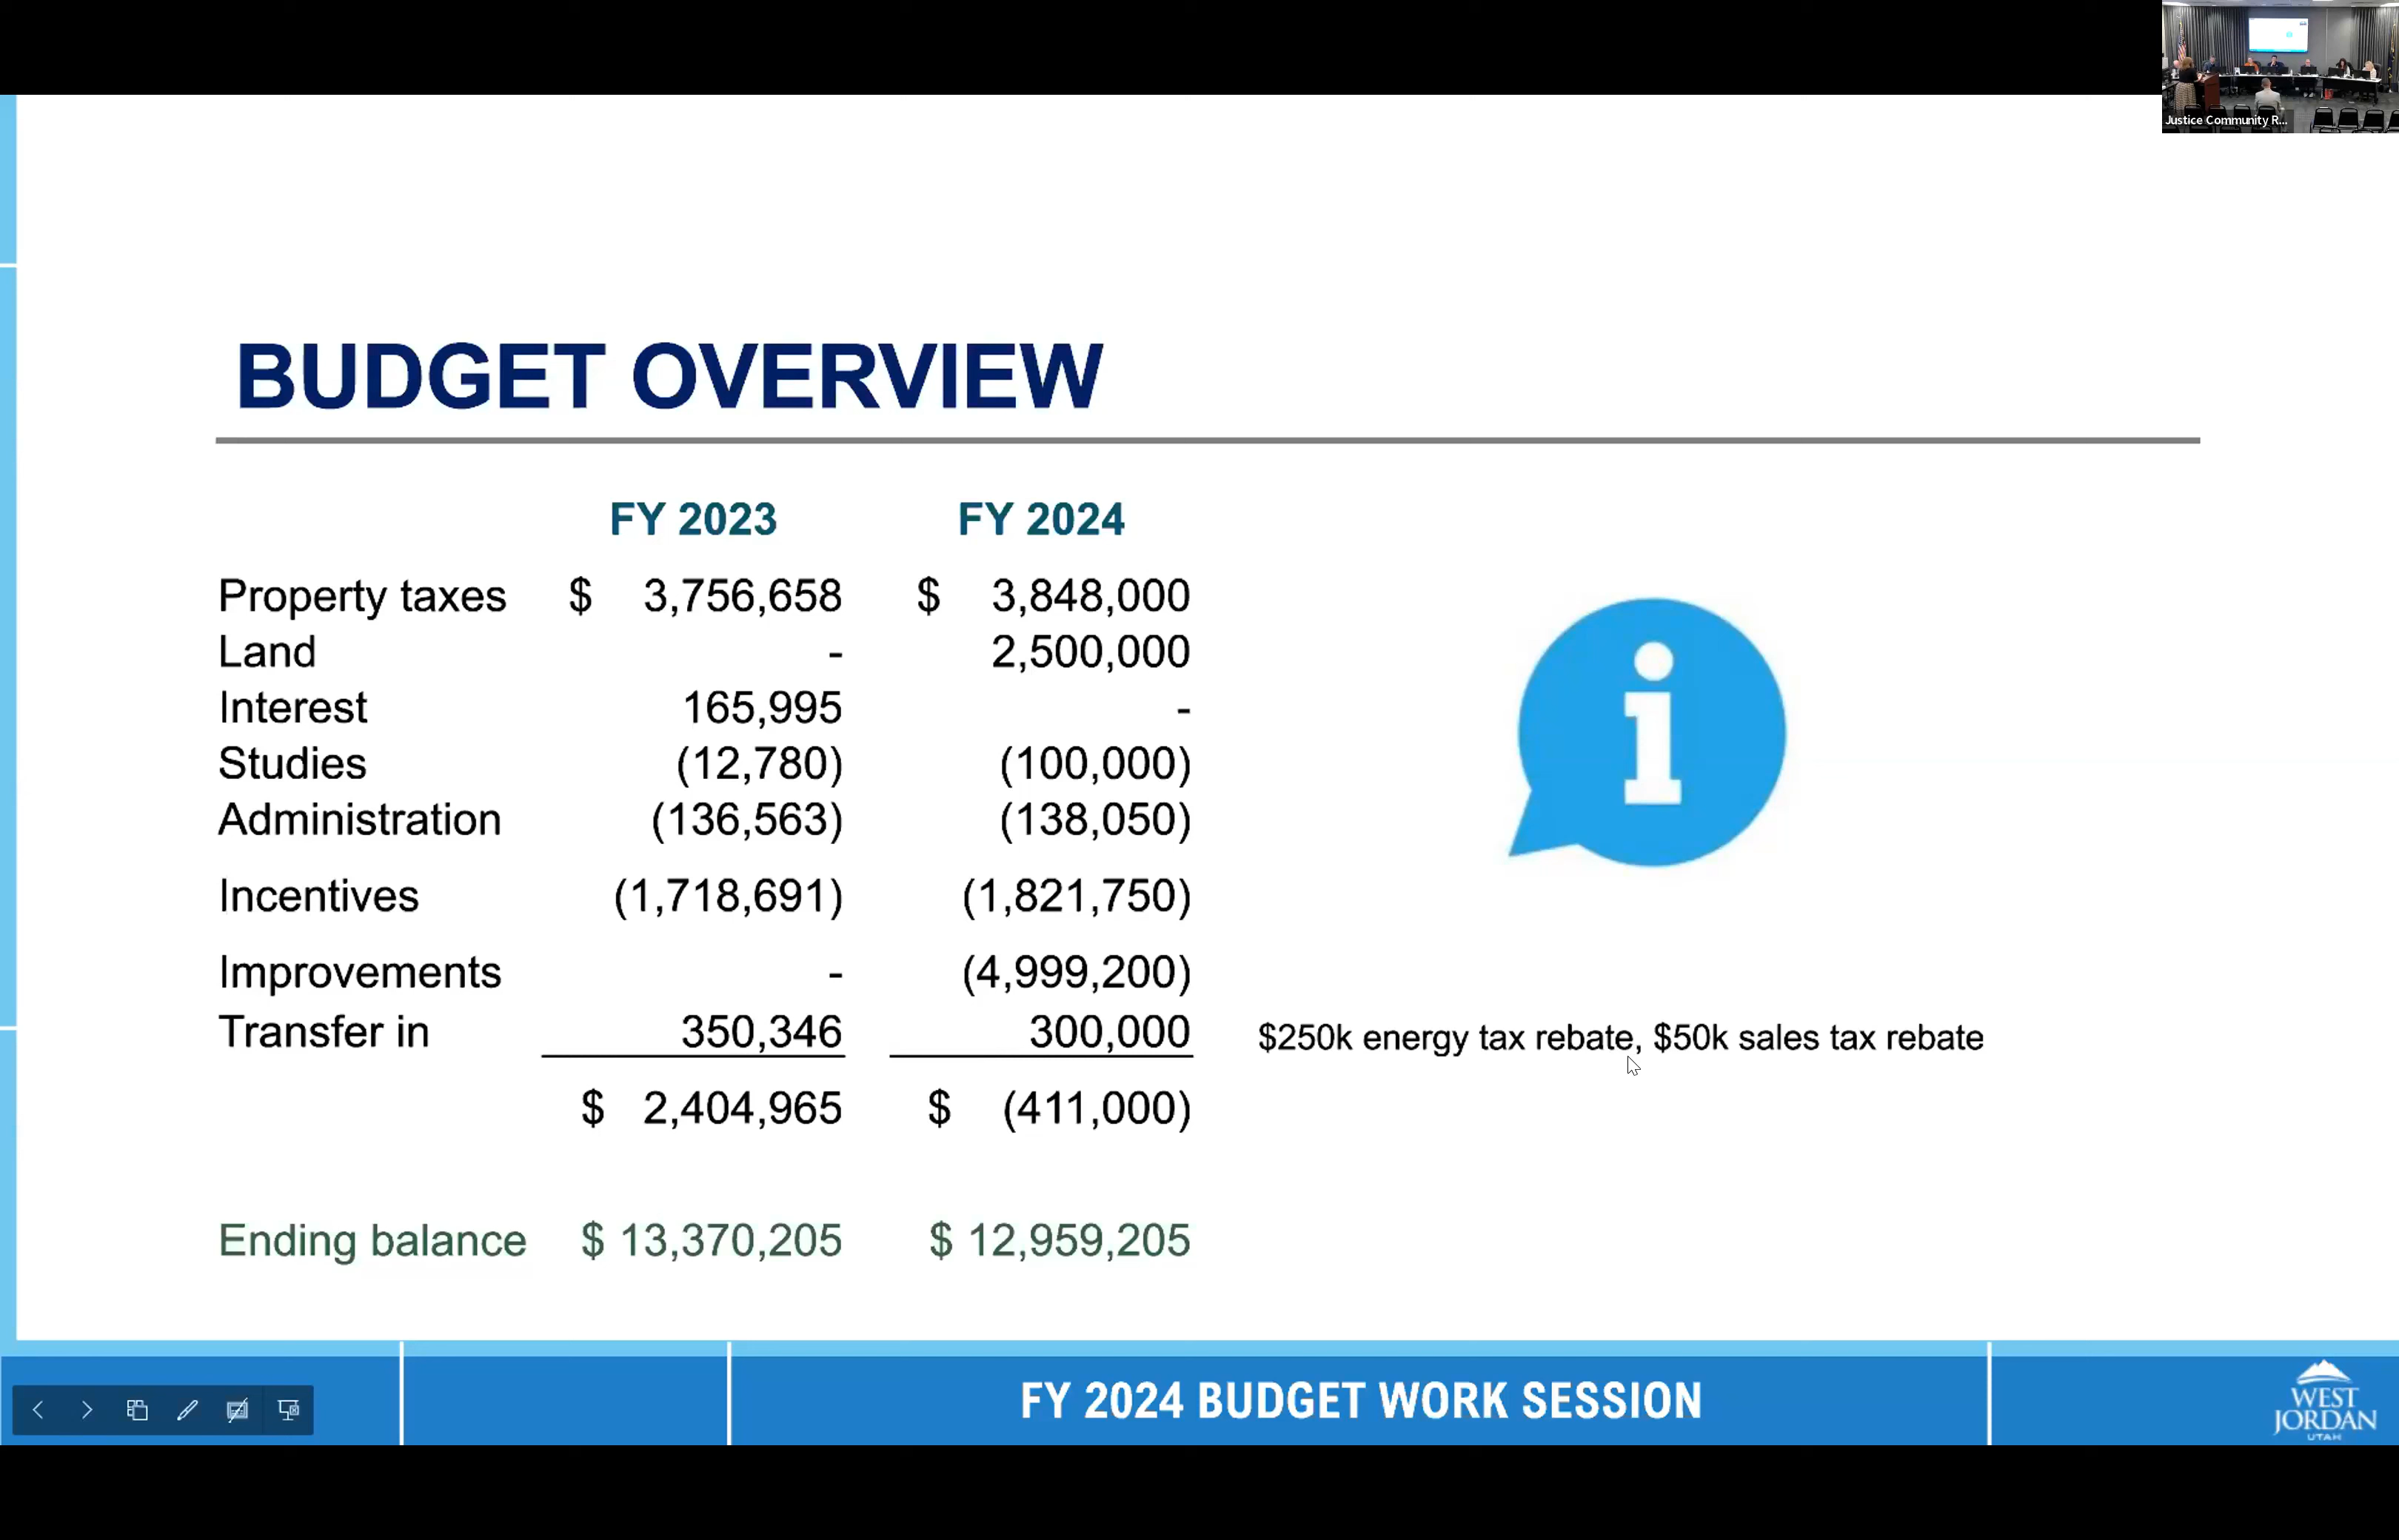 Justice Community R...
BUDGET OVERVIEW
FY 2023 FY 2024
Property taxes $ 3,756,658 $ 3,848,000
Land - 2,500,000
Interest 165,995 -
Studies (12,780) (100,000)
Administration (136,563) (138,050)
Incentives (1,718,691) (1,821,750)
Improvements - (4,999,200)
Transfer in 350,346 300,000 $250k energy tax rebate, $50k sales tax rebate
$ 2,404,965 $ (411,000)
Ending balance $ 13,370,205 $ 12,959,205
FY 2024 BUDGET WORK SESSION
WEST
JORDAN
UTAH